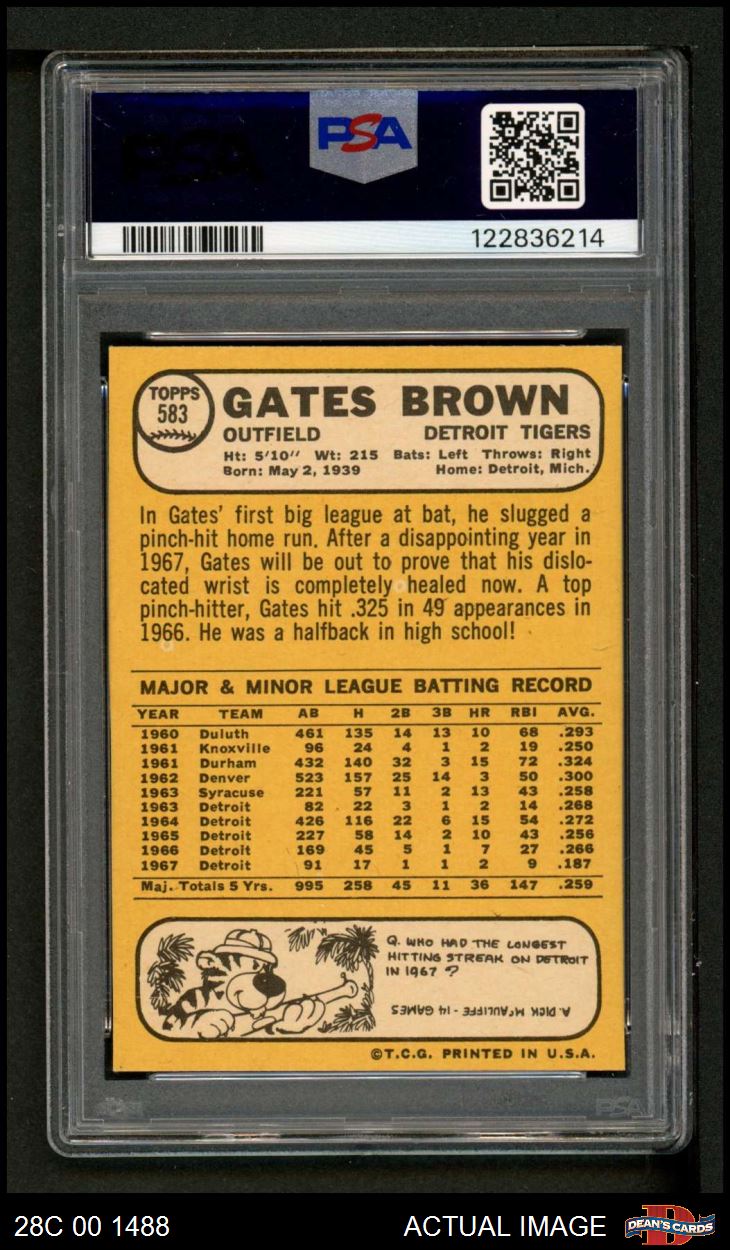 PSA
122836214
TOPPS
583
GATES BROWN
OUTFIELD DETROIT TIGERS
Ht: 5'10" Wt: 215 Bats: Left Throws: Right
Born: May 2, 1939 Home: Detroit, Mich.
In Gates' first big league at bat, he slugged a
pinch-hit home run. After a disappointing year in
1967, Gates will be out to prove that his dislo-
cated wrist is completely healed now. A top
pinch-hitter, Gates hit .325 in 49 appearances in
1966. He was a halfback in high school!
MAJOR & MINOR LEAGUE BATTING RECORD
YEAR TEAM AB H 2B 3B HR RBI AVG.
1960 Duluth 461 135 14 13 10 68 .293
1961 Knoxville 96 24 4 1 2 19 .250
1961 Durham 432 140 32 3 15 72 .324
1962 Denver 523 157 25 14 3 50 .300
1963 Syracuse 221 57 11 2 13 43 .258
1963 Detroit 82 22 3 1 2 14 .268
1964 Detroit 426 116 22 6 15 54 .272
1965 Detroit 227 58 14 2 10 43 .256
1966 Detroit 169 45 5 1 7 27 .266
1967 Detroit 91 17 1 1 2 9 .187
Maj. Totals 5 Yrs. 995 258 45 11 36 147 .259
Q. WHO HAD THE LONGEST
HITTING STREAK ON DETROIT
IN 1967 ?
A. DICK McAULIFFE - 14 GAMES
©T.C.G. PRINTED IN U.S.A.
PSA
28C 00 1488 ACTUAL IMAGE DEAN'S CARDS